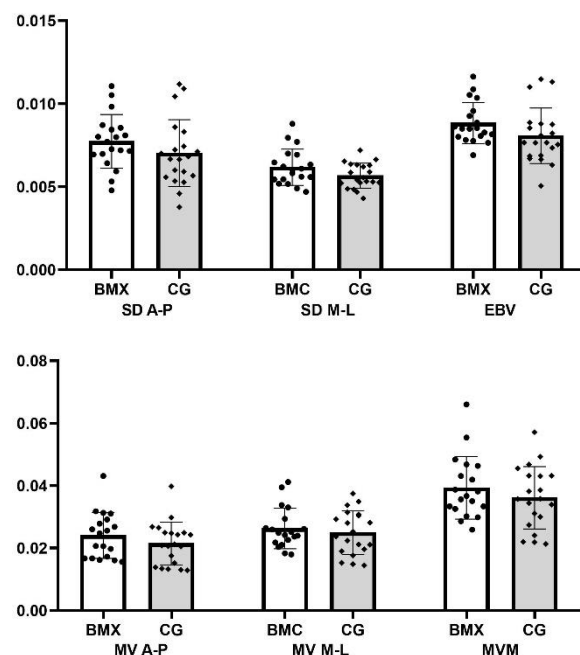 0.015
0.010
0.005
0.000
BMX CG BMC CG BMX CG
SD A-P SD M-L EBV
0.08
0.06
0.04
0.02
0.00
BMX CG BMC CG BMX CG
MV A-P MV M-L MVM